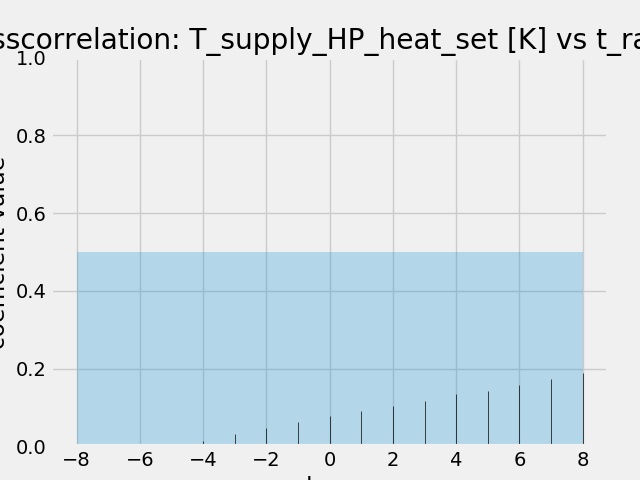 sscorrelation: T_supply_HP_heat_set [K] vs t_ra
1.0
0.8
0.6
0.4
0.2
0.0
−8 −6 −4 −2 0 2 4 6 8
coefficient value